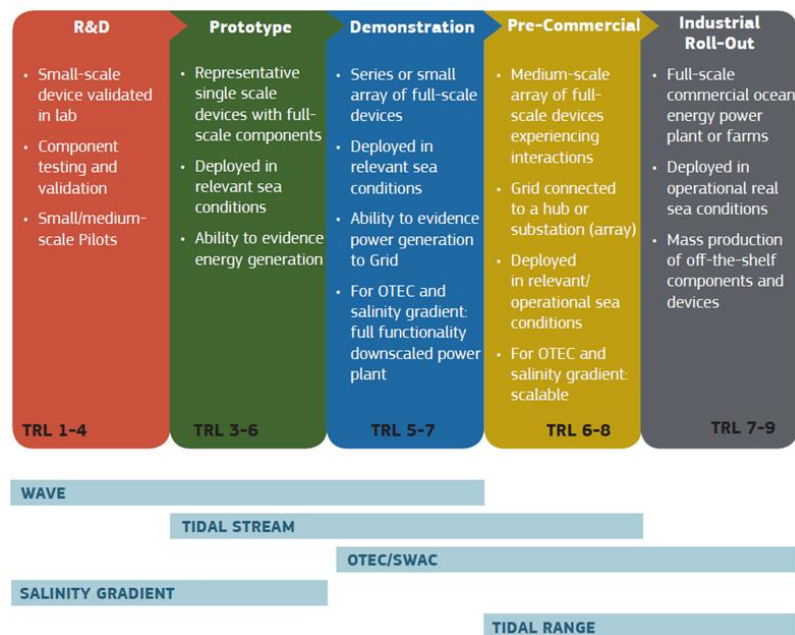 R&D
• Small-scale
device validated
in lab
• Component
testing and
validation
• Small/medium-
scale Pilots
TRL 1-4
Prototype
• Representative
single scale
devices with full-
scale components
• Deployed in
relevant sea
conditions
• Ability to evidence
energy generation
TRL 3-6
Demonstration
• Series or small
array of full-scale
devices
• Deployed in
relevant sea
conditions
• Ability to evidence
power generation
to Grid
• For OTEC and
salinity gradient:
full functionality
downscaled power
plant
TRL 5-7
Pre-Commercial
• Medium-scale
array of full-
scale devices
experiencing
interactions
• Grid connected
to a hub or
substation (array)
• Deployed
in relevant/
operational sea
conditions
• For OTEC and
salinity gradient:
scalable
TRL 6-8
Industrial
Roll-Out
• Full-scale
commercial ocean
energy power
plant or farms
• Deployed in
operational real
sea conditions
• Mass production
of off-the-shelf
components and
devices
TRL 7-9
WAVE
TIDAL STREAM
OTEC/SWAC
SALINITY GRADIENT
TIDAL RANGE